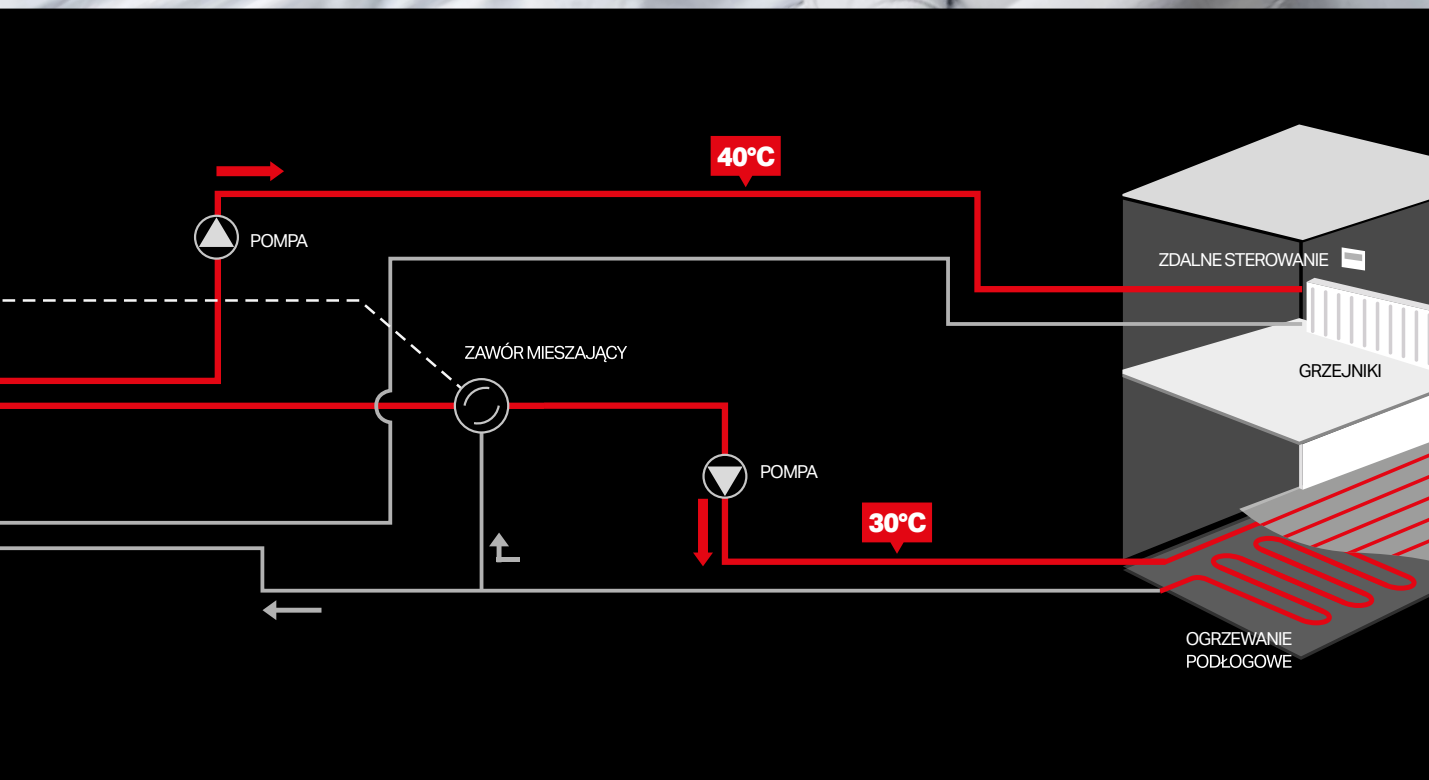 40°C
POMPA
ZDALNE STEROWANIE
ZAWÓR MIESZAJĄCY
GRZEJNIKI
POMPA
30°C
OGRZEWANIE
PODŁOGOWE